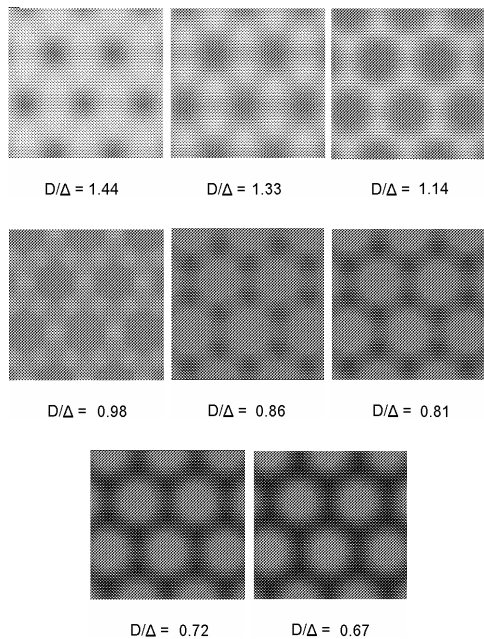 D/Δ = 1.44 D/Δ = 1.33 D/Δ = 1.14
D/Δ = 0.98 D/Δ = 0.86 D/Δ = 0.81
D/Δ = 0.72 D/Δ = 0.67